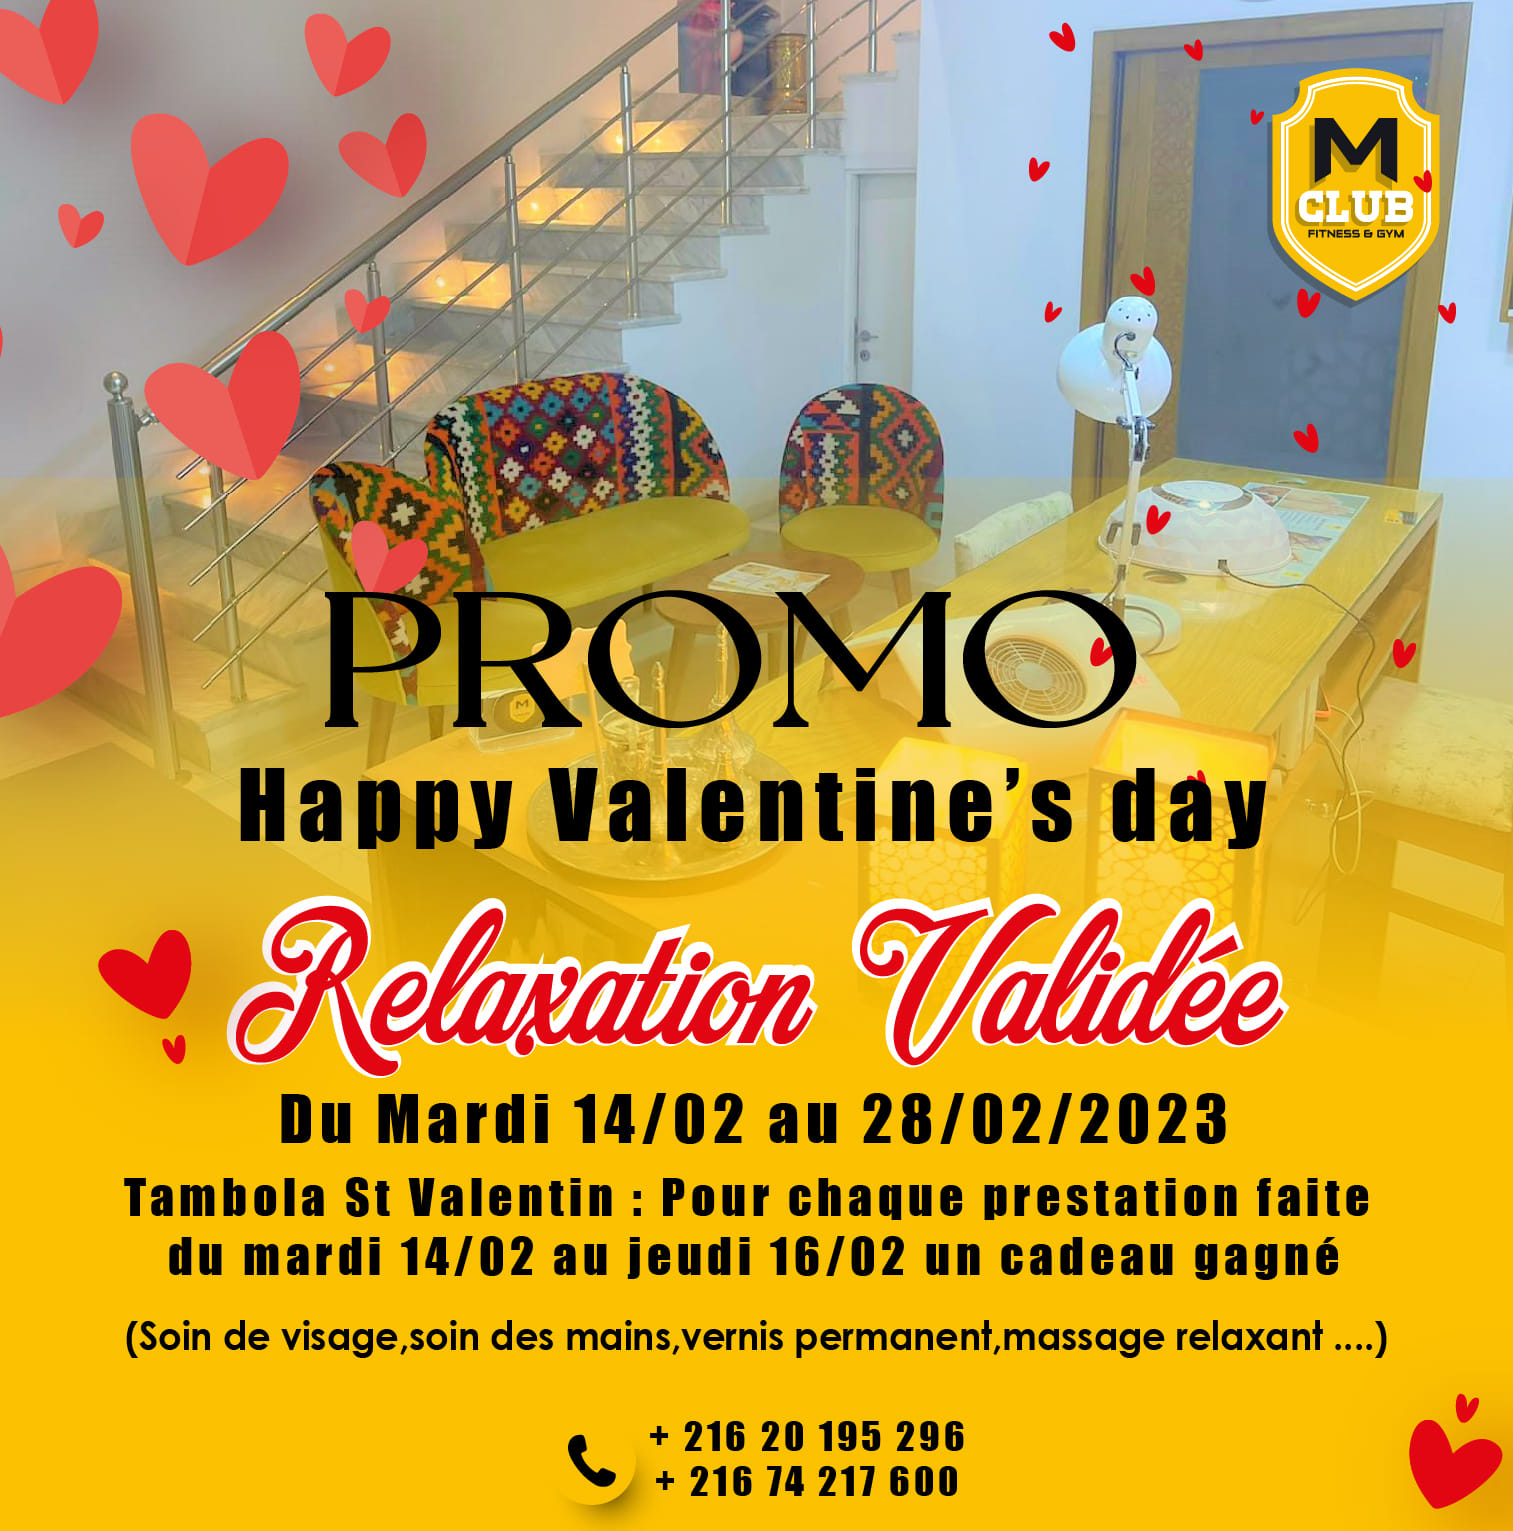 M
CLUB
FITNESS & GYM
PROMO
Happy Valentine’s day
Relaxation Validée
Du Mardi 14/02 au 28/02/2023
Tambola St Valentin : Pour chaque prestation faite
du mardi 14/02 au jeudi 16/02 un cadeau gagné
(Soin de visage,soin des mains,vernis permanent,massage relaxant ....)
+ 216 20 195 296
+ 216 74 217 600